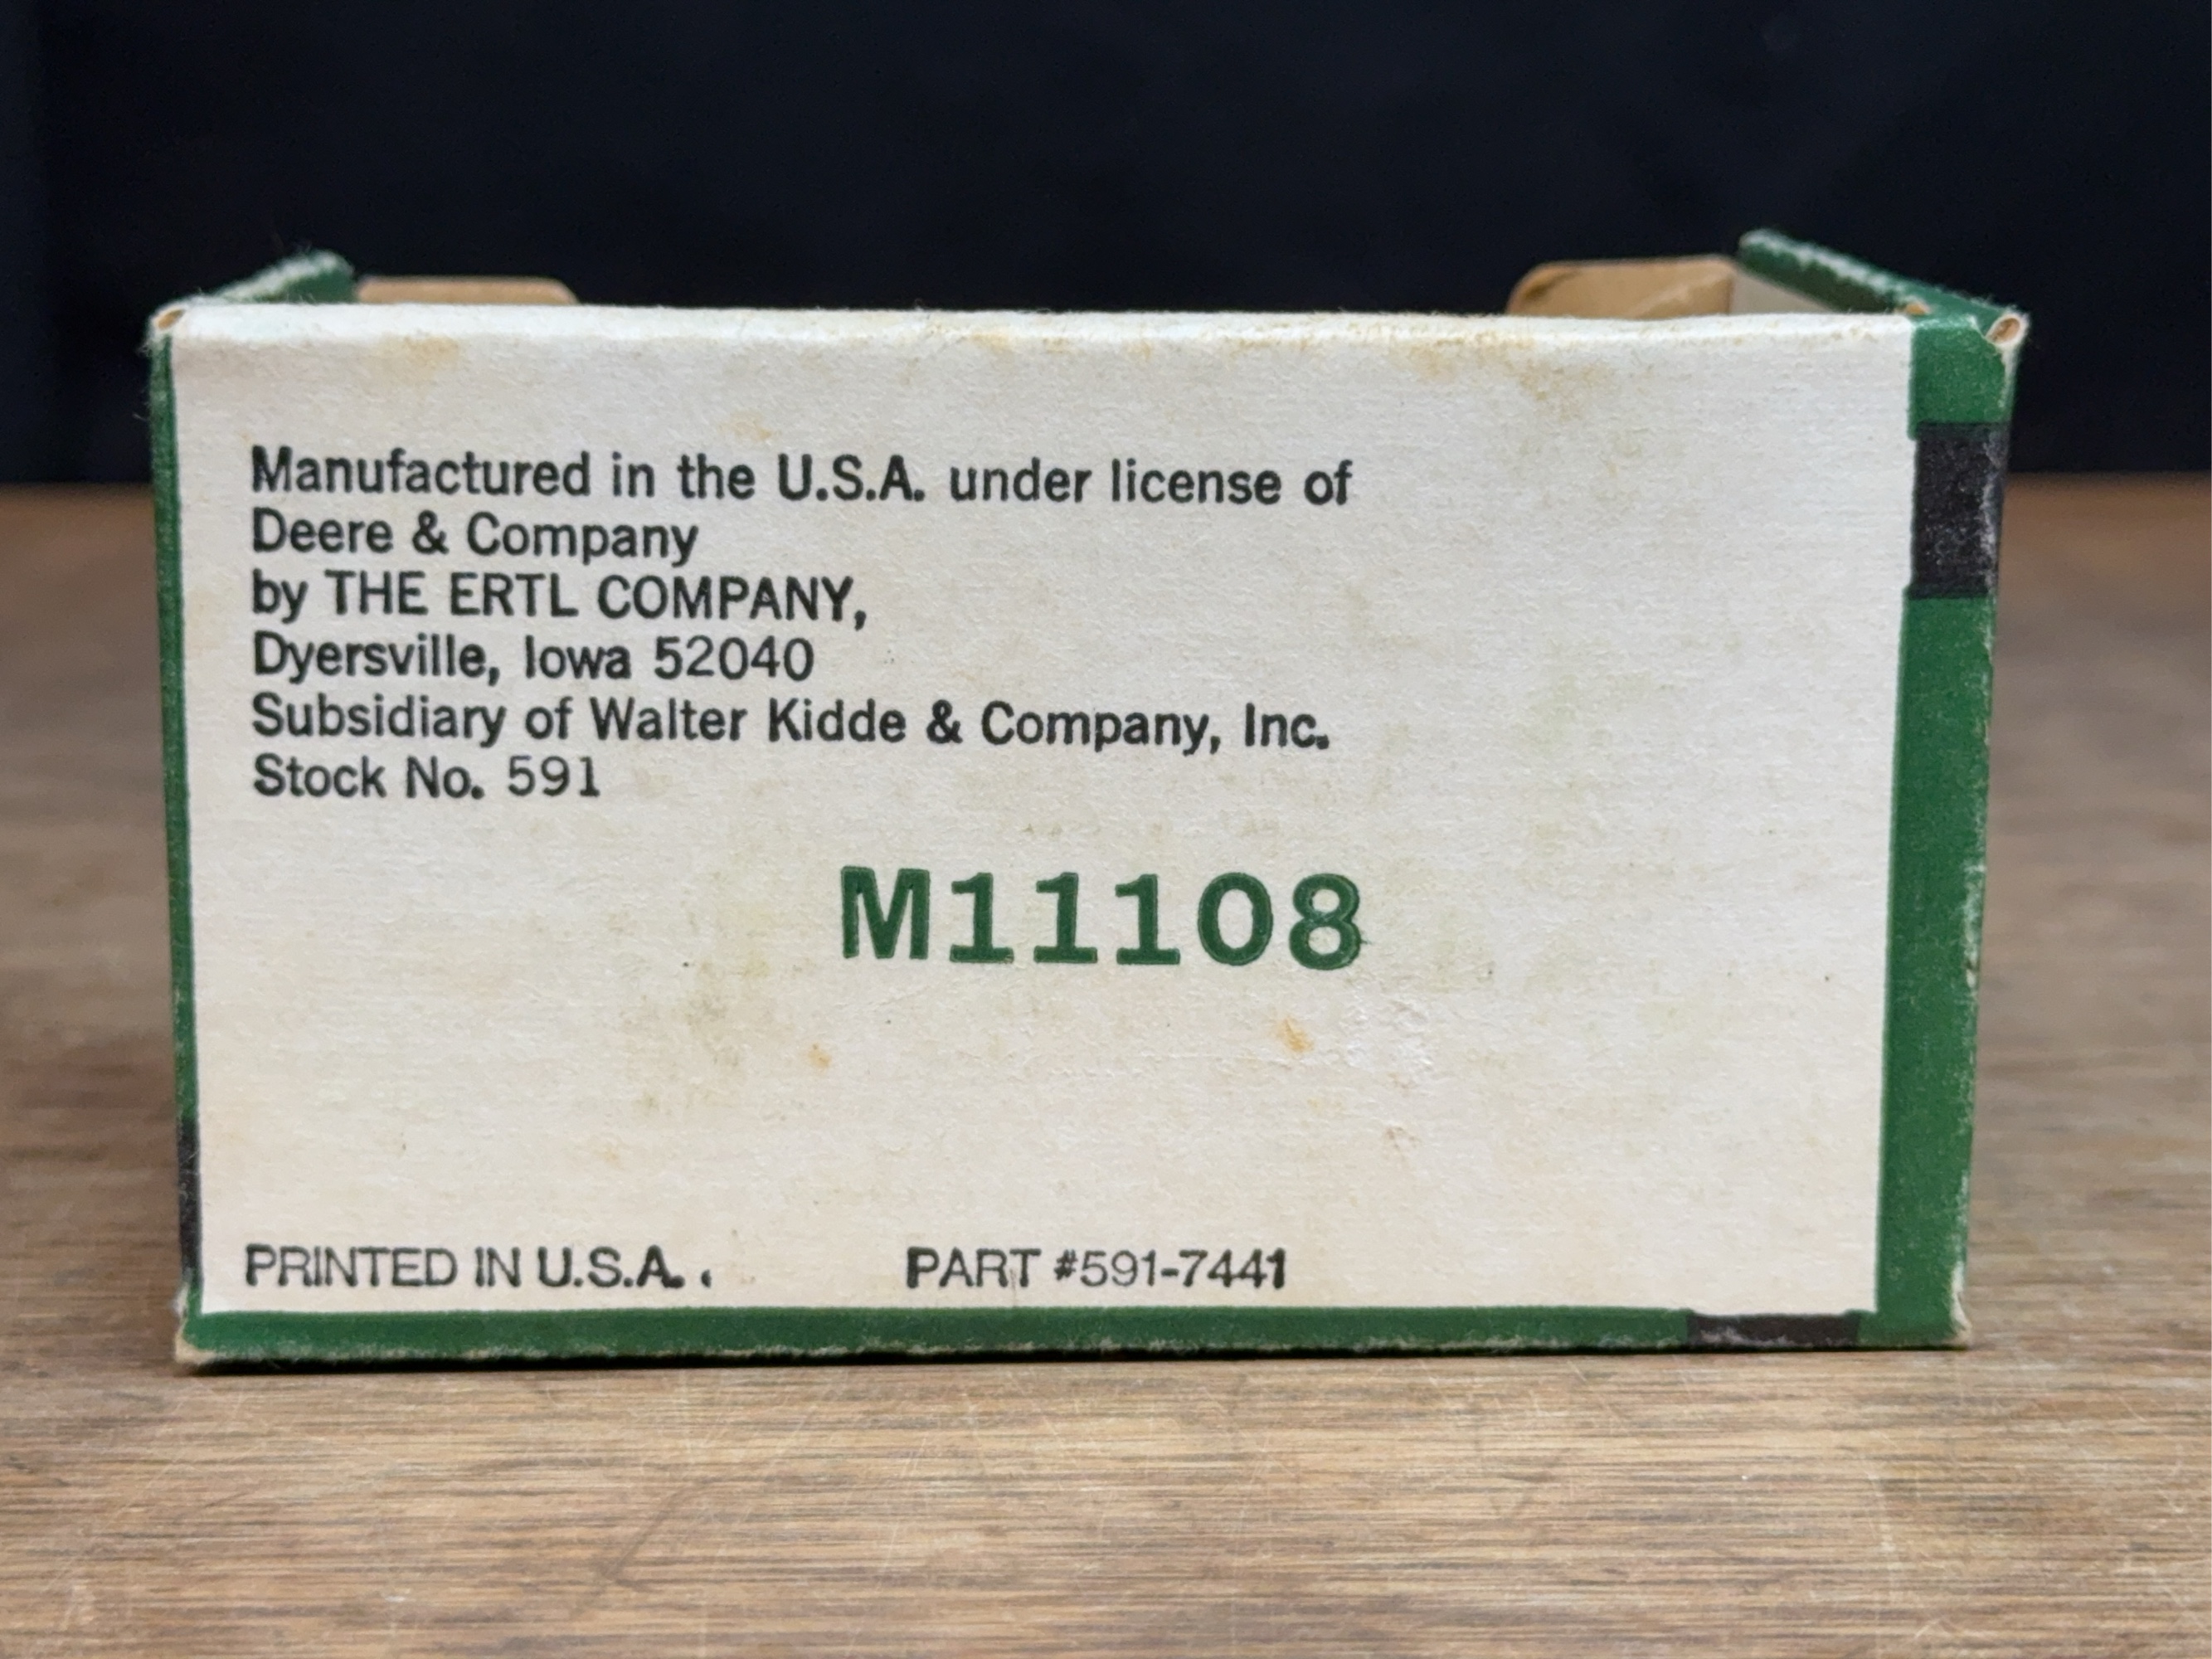 Manufactured in the U.S.A. under license of
Deere & Company
by THE ERTL COMPANY,
Dyersville, Iowa 52040
Subsidiary of Walter Kidde & Company, Inc.
Stock No. 591
M11108
PRINTED IN U.S.A. PART #591-7441